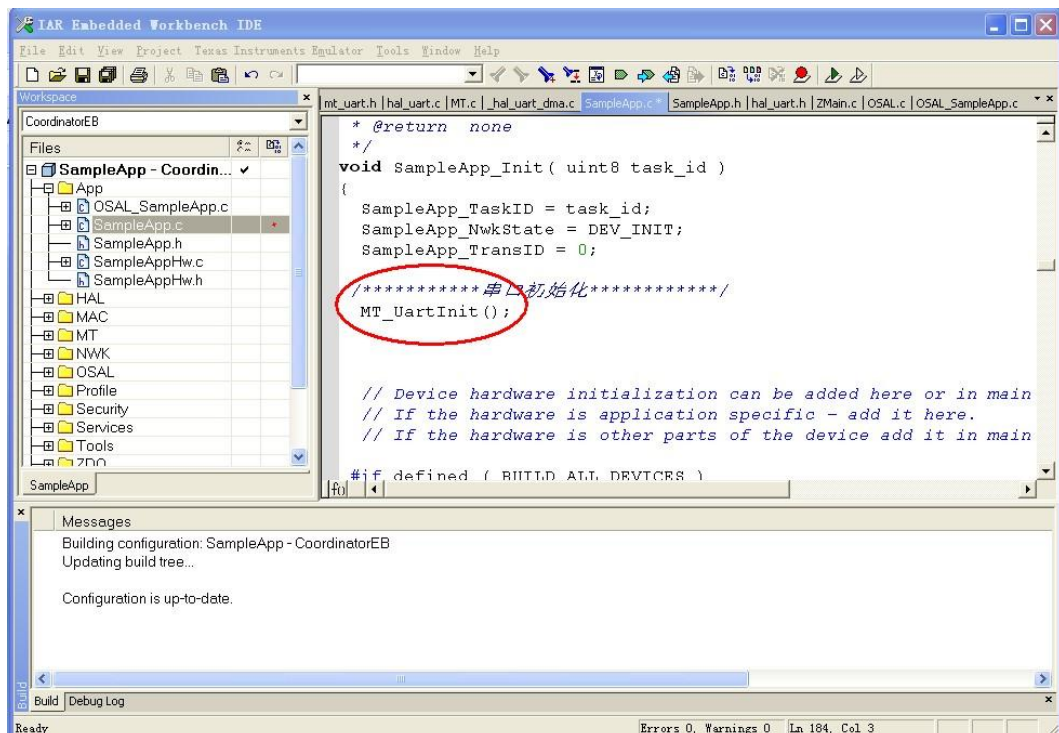 IAR Embedded Workbench IDE
File Edit View Project Texas Instruments Emulator Tools Window Help
Workspace
CoordinatorEB
Files
SampleApp - Coordin...
App
OSAL_SampleApp.c
SampleApp.c
SampleApp.h
SampleAppHw.c
SampleAppHw.h
HAL
MAC
MT
NWK
OSAL
Profile
Security
Services
Tools
ZDO
SampleApp
mt_uart.h | hal_uart.c | MT.c | _hal_uart_dma.c | SampleApp.c * | SampleApp.h | hal_uart.h | ZMain.c | OSAL.c | OSAL_SampleApp.c
* @return none
*/
void SampleApp_Init( uint8 task_id )
{
SampleApp_TaskID = task_id;
SampleApp_NwkState = DEV_INIT;
SampleApp_TransID = 0;
/***********串口初始化************/
MT_UartInit();
// Device hardware initialization can be added here or in main
// If the hardware is application specific - add it here.
// If the hardware is other parts of the device add it in main
#if defined ( BUILD_ALL_DEVICES )
f()
Messages
Building configuration: SampleApp - CoordinatorEB
Updating build tree...
Configuration is up-to-date.
Build
Build Debug Log
Ready Errors 0, Warnings 0 Ln 184, Col 3